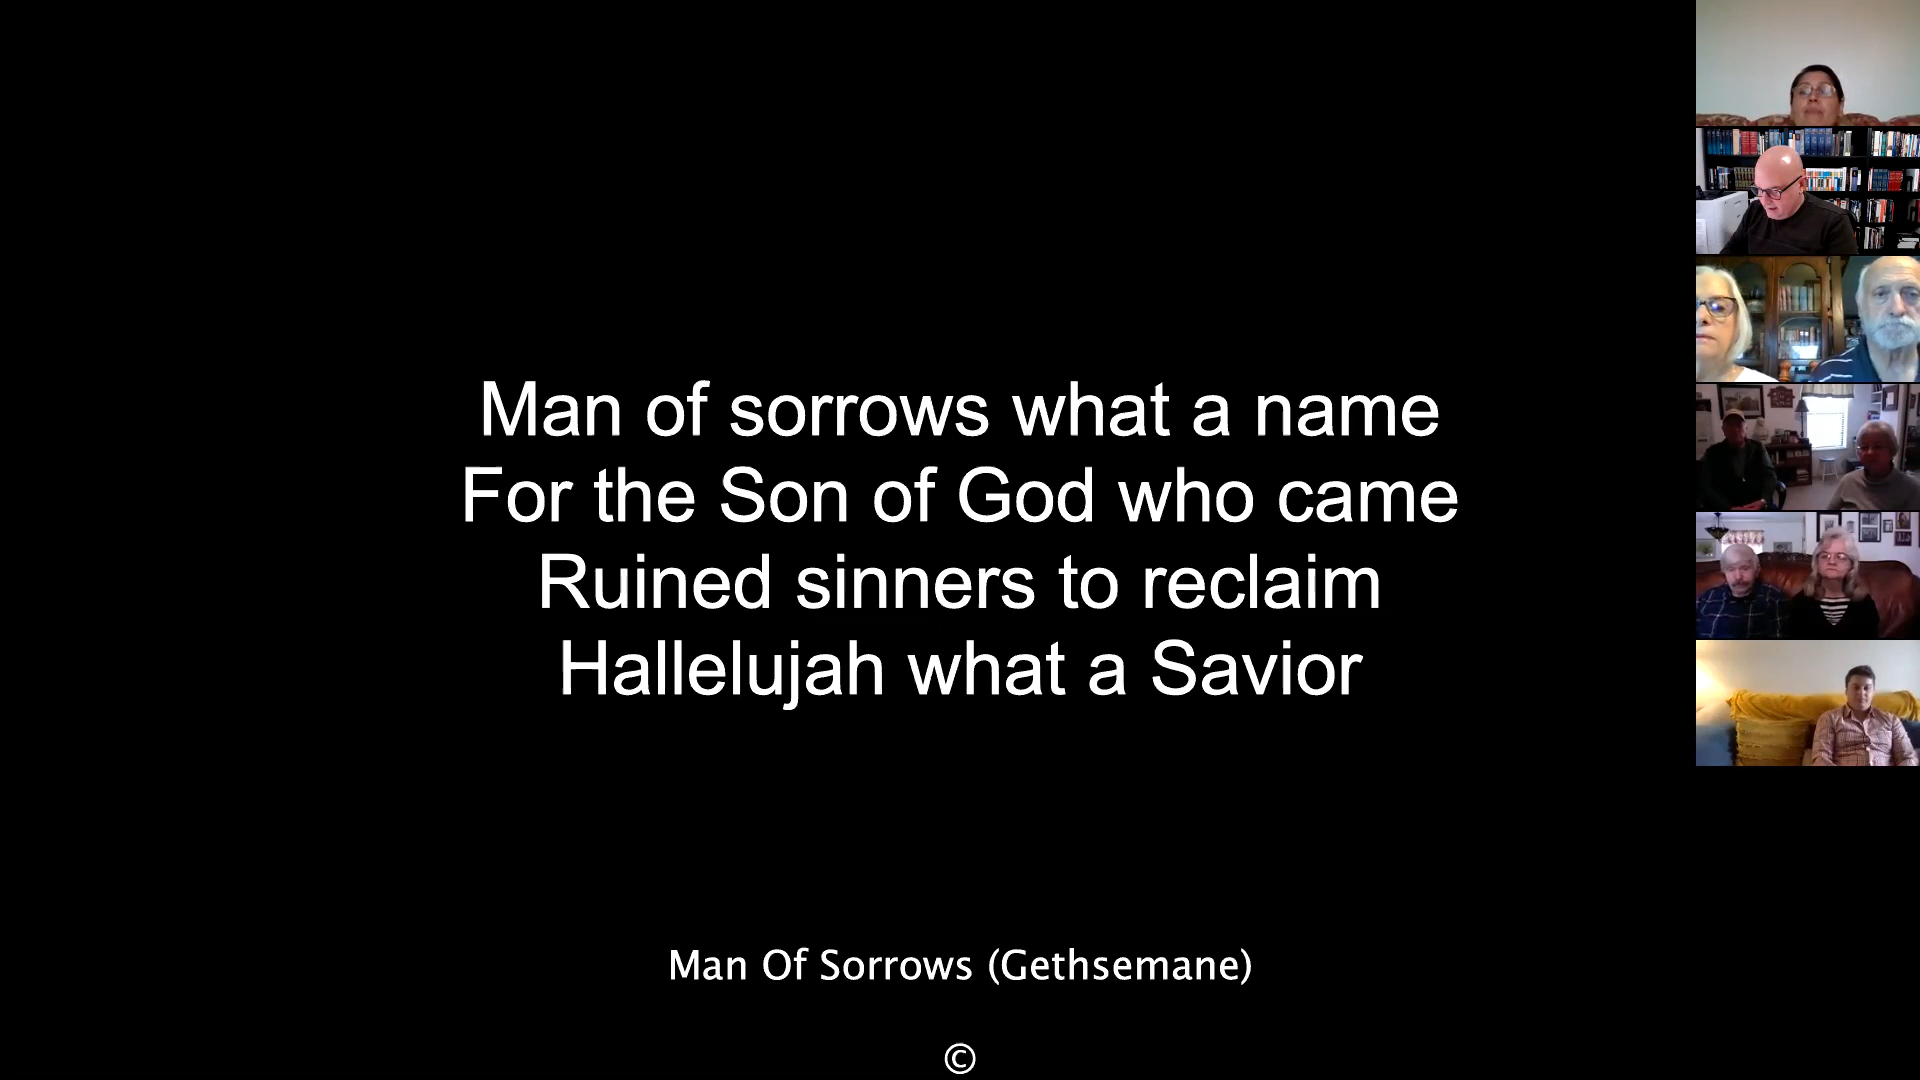 Man of sorrows what a name
For the Son of God who came
Ruined sinners to reclaim
Hallelujah what a Savior
Man Of Sorrows (Gethsemane)
©